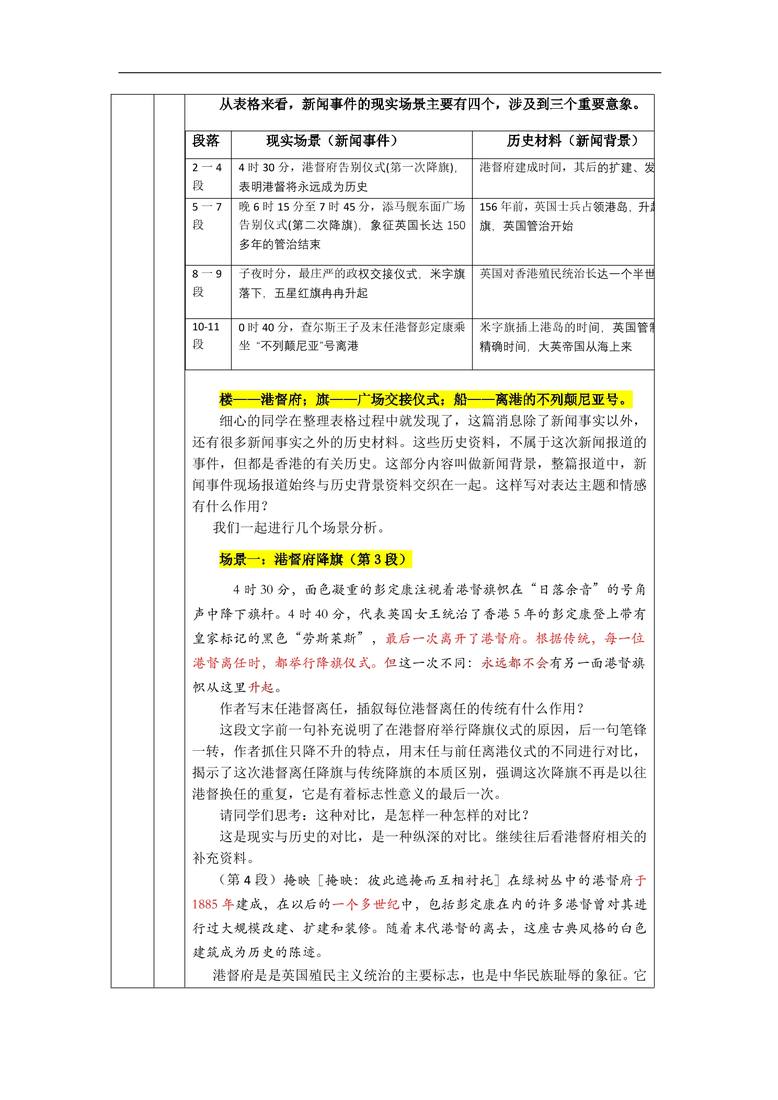 从表格来看，新闻事件的现实场景主要有四个，涉及到三个重要意象。
段落 现实场景（新闻事件） 历史材料（新闻背景）
2 一 4 4 时 30 分，港督府告别仪式(第一次降旗)， 港督府建成时间，其后的扩建、发
段 表明港督将永远成为历史
5 一 7 晚 6 时 15 分至 7 时 45 分，添马舰东面广场 156 年前，英国士兵占领港岛，升起
段 告别仪式(第二次降旗)，象征英国长达 150 旗，英国管治开始
多年的管治结束
8 一 9 子夜时分，最庄严的政权交接仪式，米字旗 英国对香港殖民统治长达一个半世
段 落下，五星红旗冉冉升起
10-11 0 时 40 分，查尔斯王子及末任港督彭定康乘 米字旗插上港岛的时间，英国管制
段 坐 “不列颠尼亚”号离港 精确时间，大英帝国从海上来
楼——港督府；旗——广场交接仪式；船——离港的不列颠尼亚号。
细心的同学在整理表格过程中就发现了，这篇消息除了新闻事实以外，
还有很多新闻事实之外的历史材料。这些历史资料，不属于这次新闻报道的
事件，但都是香港的有关历史。这部分内容叫做新闻背景，整篇报道中，新
闻事件现场报道始终与历史背景资料交织在一起。这样写对表达主题和情感
有什么作用？
我们一起进行几个场景分析。
场景一：港督府降旗（第 3 段）
4 时 30 分，面色凝重的彭定康注视着港督旗帜在“日落余音”的号角
声中降下旗杆。4 时 40 分，代表英国女王统治了香港 5 年的彭定康登上带有
皇家标记的黑色“劳斯莱斯”，最后一次离开了港督府。根据传统，每一位
港督离任时，都举行降旗仪式。但这一次不同：永远都不会有另一面港督旗
帜从这里升起。
作者写末任港督离任，插叙每位港督离任的传统有什么作用？
这段文字前一句补充说明了在港督府举行降旗仪式的原因，后一句笔锋
一转，作者抓住只降不升的特点，用末任与前任离港仪式的不同进行对比，
揭示了这次港督离任降旗与传统降旗的本质区别，强调这次降旗不再是以往
港督换任的重复，它是有着标志性意义的最后一次。
请同学们思考：这种对比，是怎样一种怎样的对比？
这是现实与历史的对比，是一种纵深的对比。继续往后看港督府相关的
补充资料。
（第 4 段）掩映［掩映：彼此遮掩而互相衬托］在绿树丛中的港督府于
1885 年建成，在以后的一个多世纪中，包括彭定康在内的许多港督曾对其进
行过大规模改建、扩建和装修。随着末代港督的离去，这座古典风格的白色
建筑成为历史的陈迹。
港督府是是英国殖民主义统治的主要标志，也是中华民族耻辱的象征。它